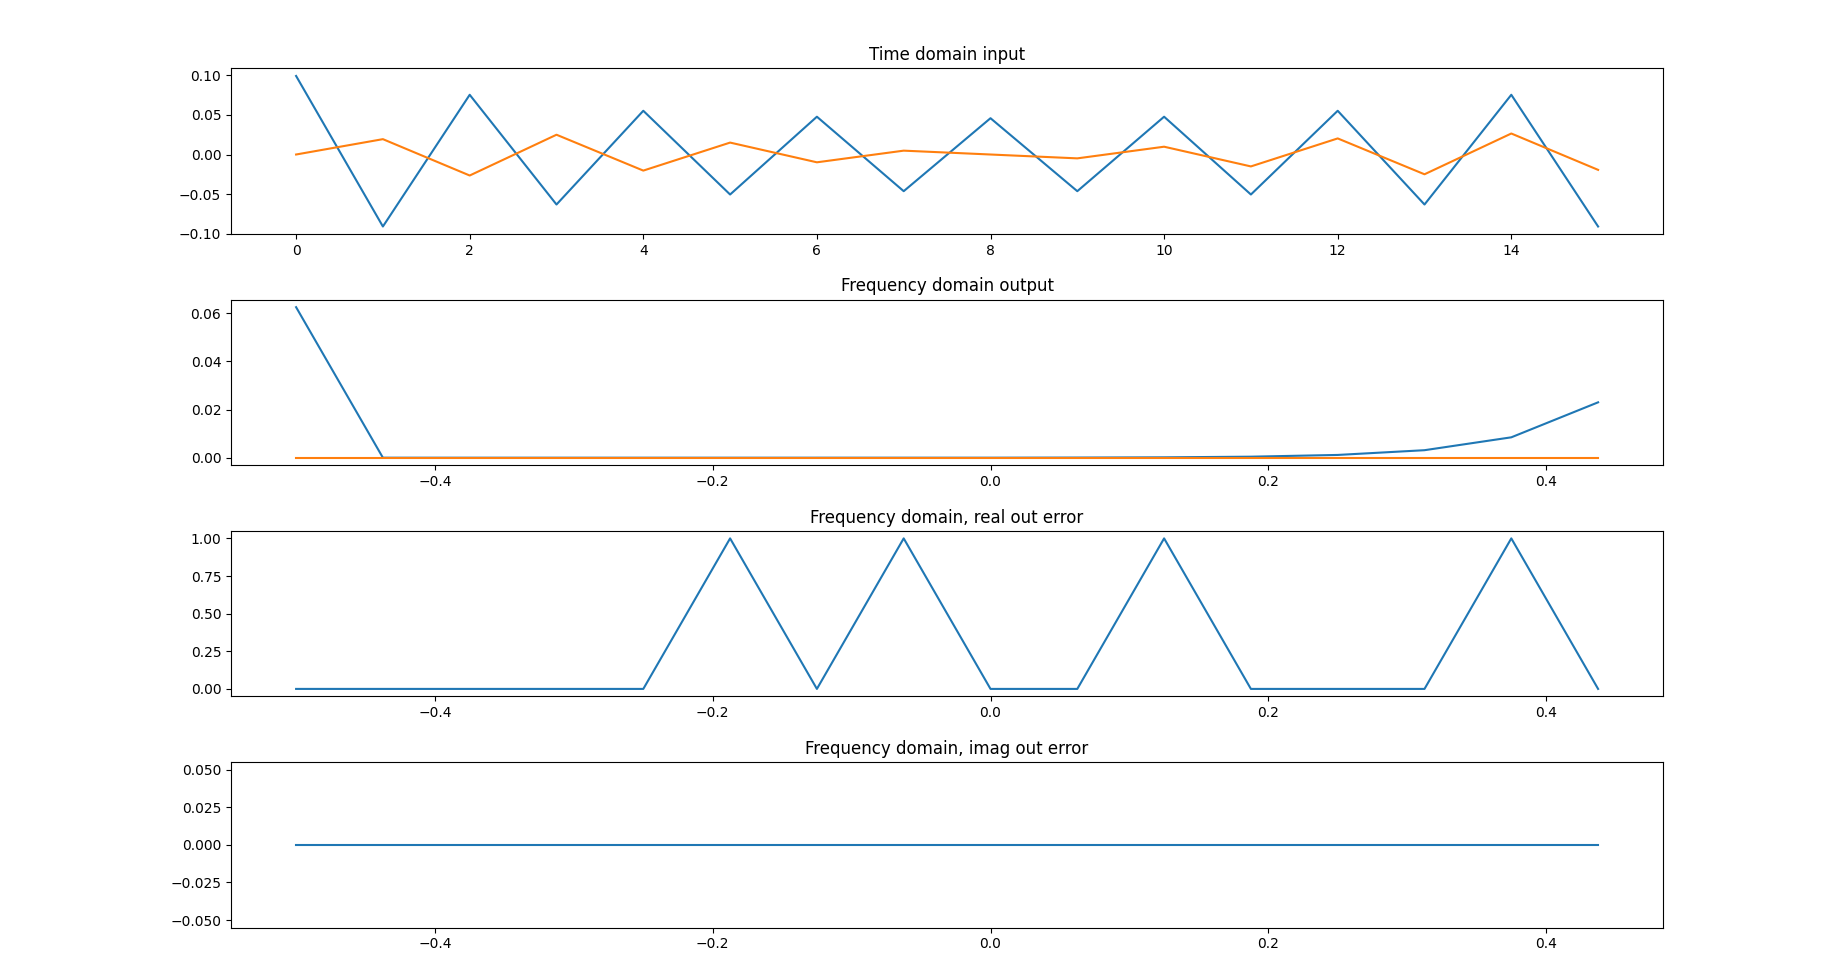 Time domain input
0.10
0.05
0.00
−0.05
−0.10
0 2 4 6 8 10 12 14
Frequency domain output
0.06
0.04
0.02
0.00
−0.4 −0.2 0.0 0.2 0.4
Frequency domain, real out error
1.00
0.75
0.50
0.25
0.00
−0.4 −0.2 0.0 0.2 0.4
Frequency domain, imag out error
0.050
0.025
0.000
−0.025
−0.050
−0.4 −0.2 0.0 0.2 0.4